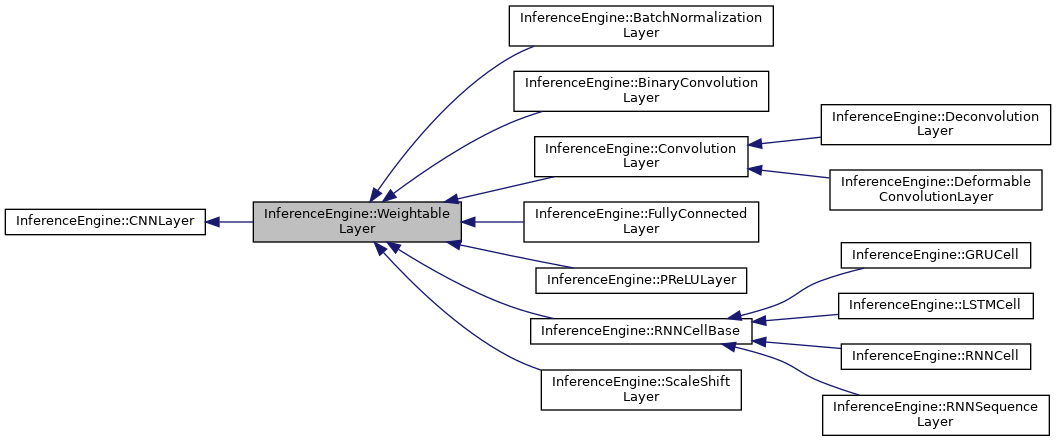 InferenceEngine::BatchNormalization
Layer
InferenceEngine::BinaryConvolution
Layer
InferenceEngine::Deconvolution
Layer
InferenceEngine::Convolution
Layer
InferenceEngine::Deformable
ConvolutionLayer
InferenceEngine::CNNLayer
InferenceEngine::Weightable
Layer
InferenceEngine::FullyConnected
Layer
InferenceEngine::GRUCell
InferenceEngine::PReLULayer
InferenceEngine::LSTMCell
InferenceEngine::RNNCellBase
InferenceEngine::RNNCell
InferenceEngine::ScaleShift
Layer
InferenceEngine::RNNSequence
Layer